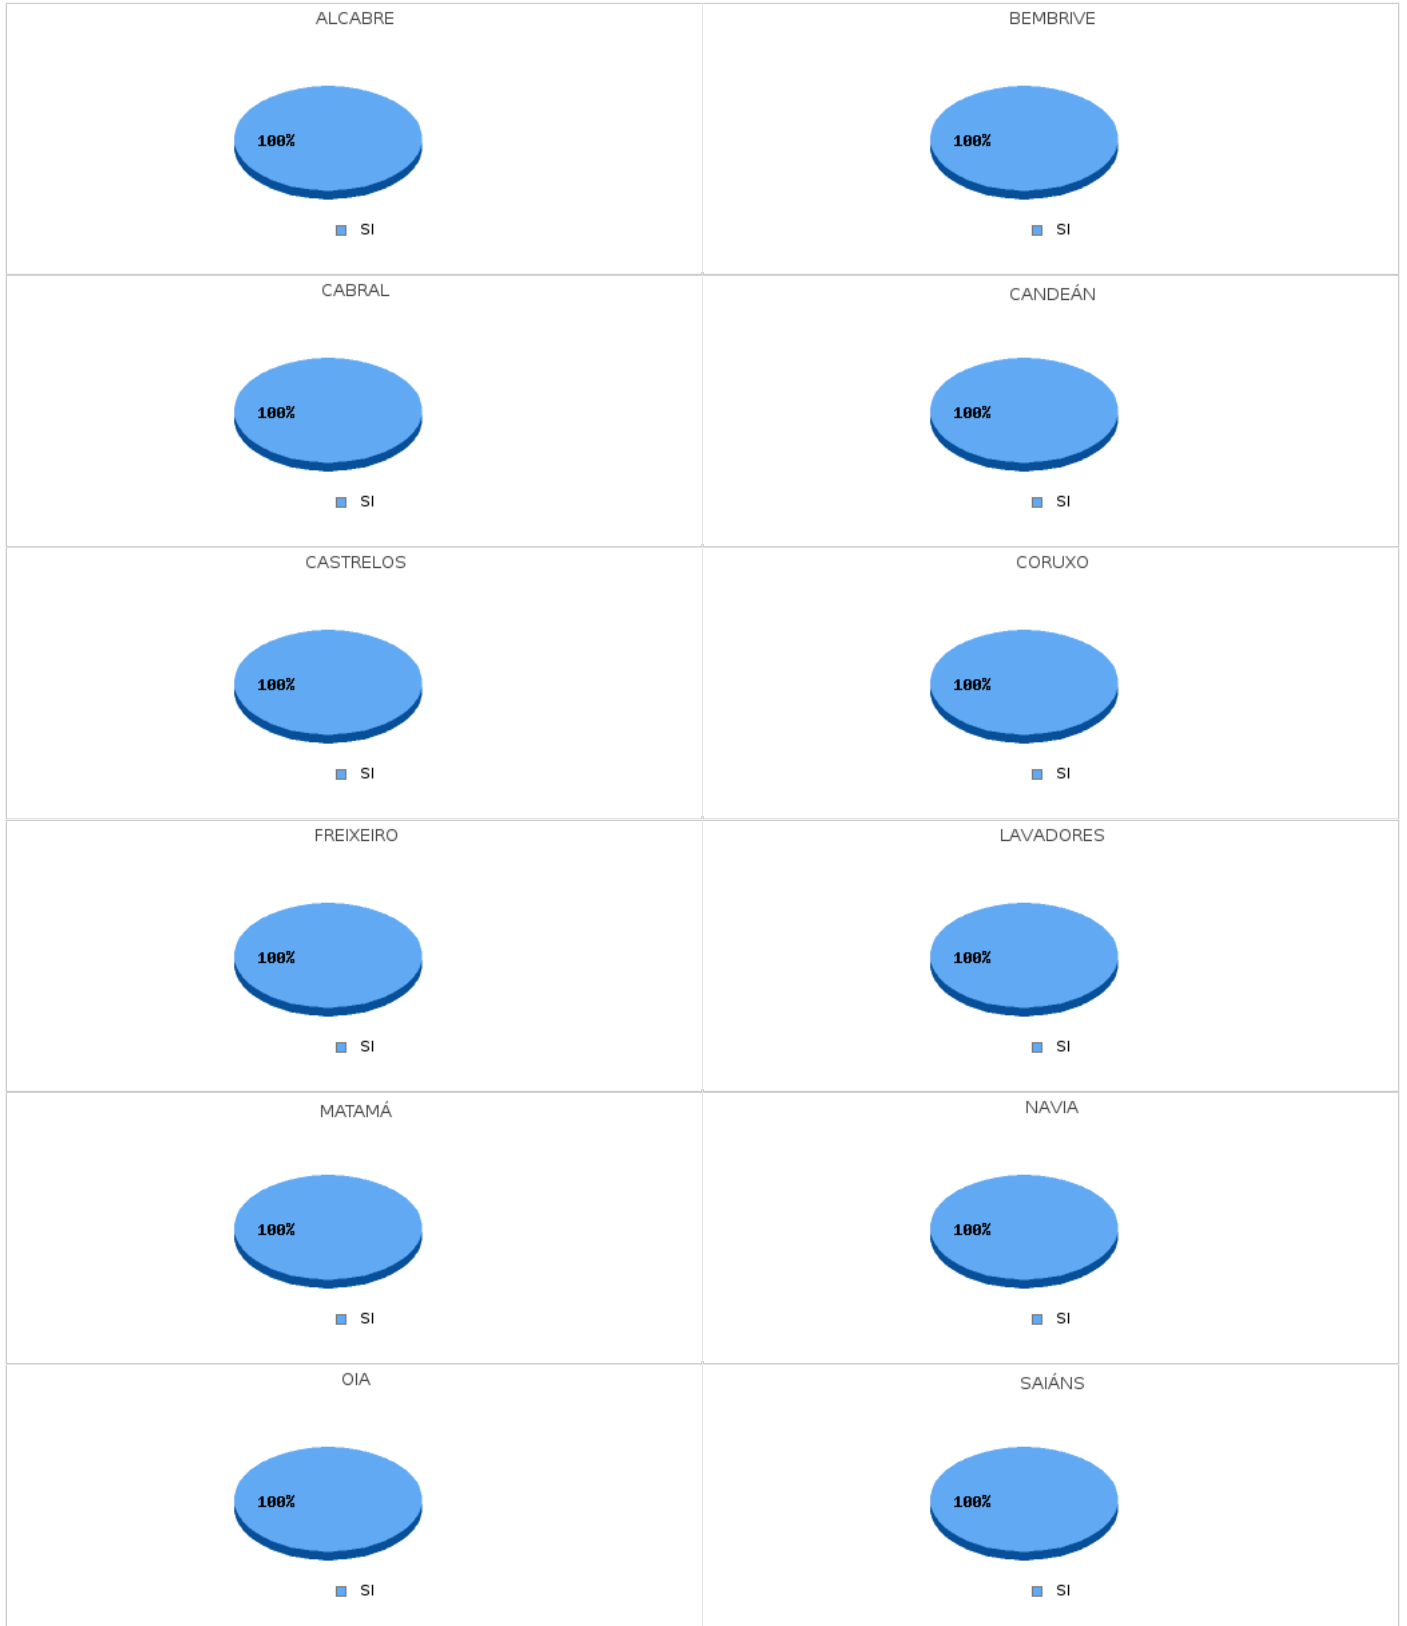 ALCABRE
100%
SI
BEMBRIVE
100%
SI
CABRAL
100%
SI
CANDEÁN
100%
SI
CASTRELOS
100%
SI
CORUXO
100%
SI
FREIXEIRO
100%
SI
LAVADORES
100%
SI
MATAMÁ
100%
SI
NAVIA
100%
SI
OIA
100%
SI
SAIÁNS
100%
SI